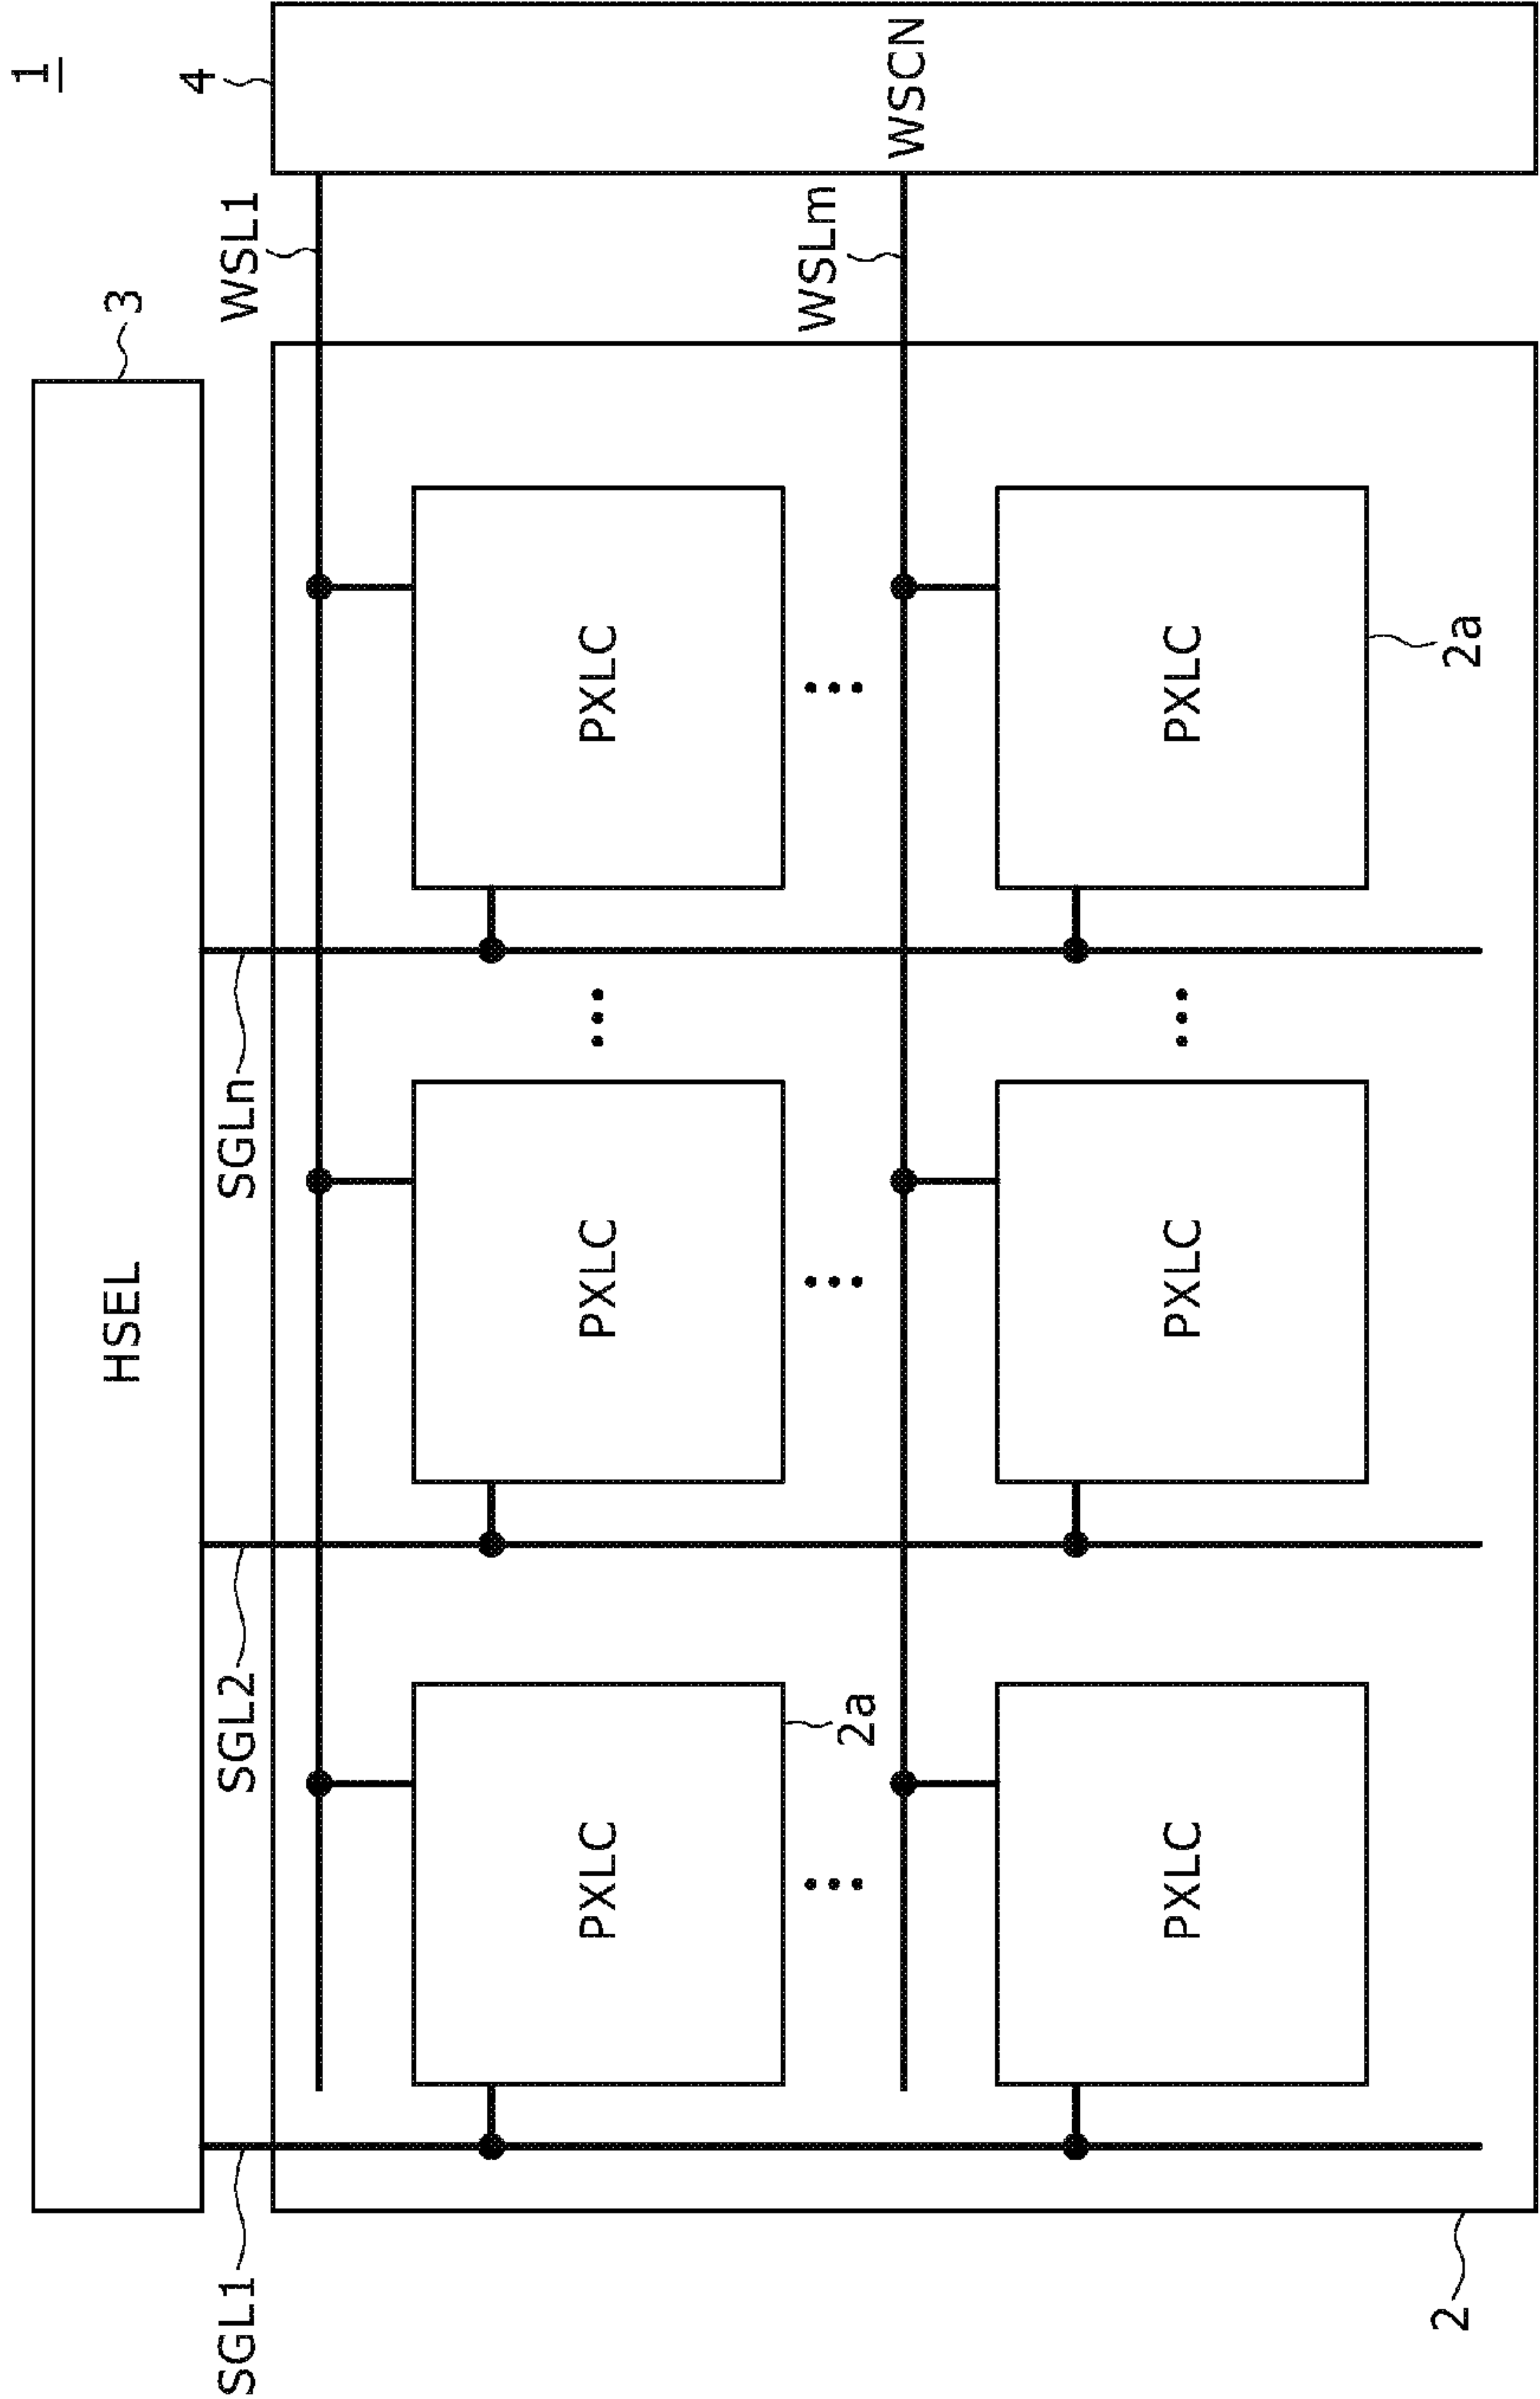 1
HSEL 3
4
SGL1 SGL2 SGLn WSL1
PXLC PXLC PXLC
WSLm
2a
WSCN
PXLC PXLC PXLC
2 2a